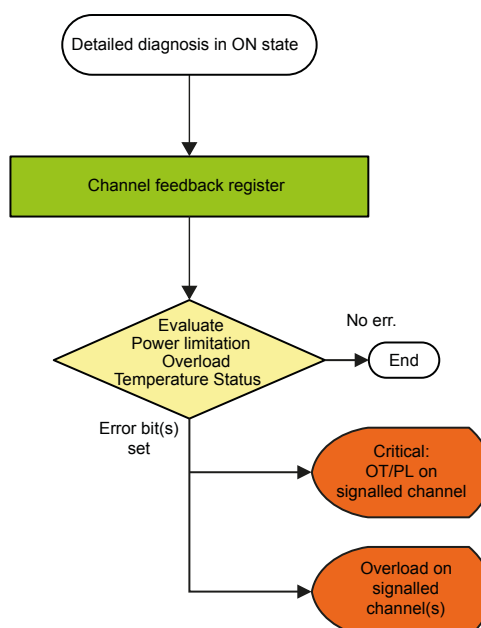 Detailed diagnosis in ON state
Channel feedback register
Evaluate
Power limitation
Overload
Temperature Status
No err.
End
Error bit(s)
set
Critical:
OT/PL on
signalled channel
Overload on
signalled
channel(s)